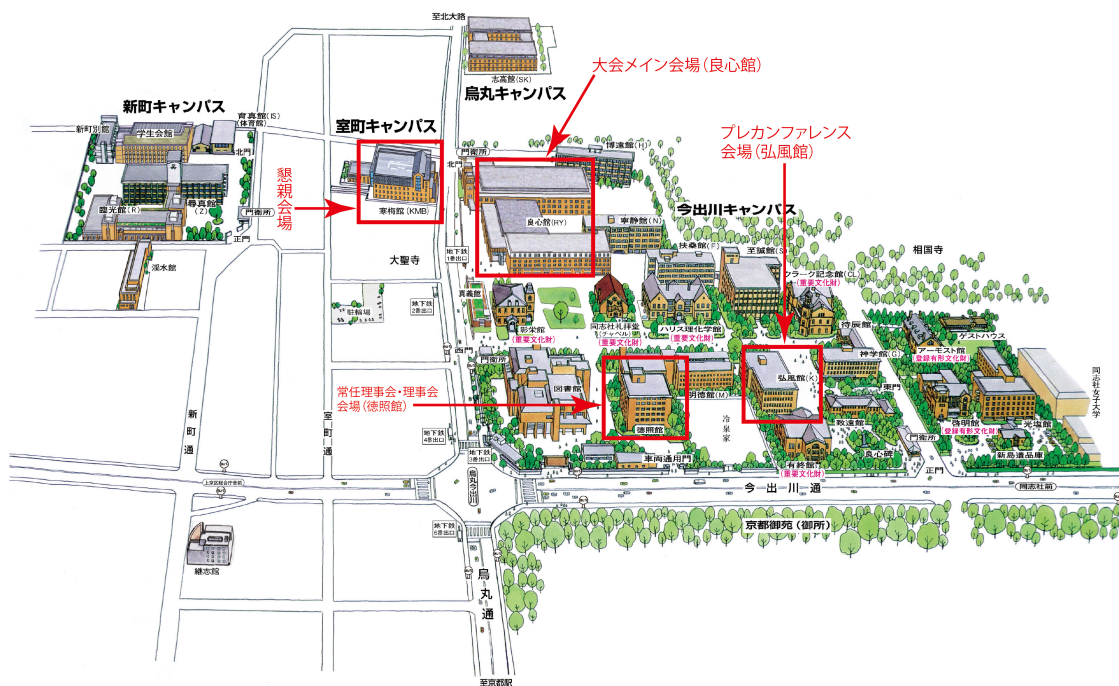 至北大路
志高館(SK)
烏丸キャンパス
大会メイン会場(良心館)
新町キャンパス
育真館(IS)
(体育館)
新町別館
学生会館
北門
室町キャンパス
門衛所
北門
博遠館(H)
プレカンファレンス
会場(弘風館)
懇親会場
寒梅館(KMB)
良心館(RY)
寧静館(N)
今出川キャンパス
臨光館(R)
尋真館
(Z)
門衛所
正門
渓水館
大聖寺
地下鉄
1番出口
扶桑館(F)
至誠館(S)
クラーク記念館(CL)
(重要文化財)
相国寺
真義館
地下鉄
2番出口
駐輪場
彰栄館
(重要文化財)
同志社礼拝堂
(チャペル)
(重要文化財)
ハリス理化学館
(重要文化財)
待辰館
ゲストハウス
アーモスト館
(登録有形文化財)
神学館(G)
西門
門衛所
図書館
常任理事会・理事会
会場(徳照館)
徳照館
明徳館(M)
弘風館(K)
東門
同志社女子大学
冷泉家
致遠館
良心碑
門衛所
啓明館
(登録有形文化財)
光塩館
新島遺品庫
新町通
室町通
地下鉄
4番出口
地下鉄
3番出口
車両通用門
有終館
(重要文化財)
正門
上京区総合庁舎前
烏丸今出川
今出川通
同志社前
地下鉄
6番出口
京都御苑(御所)
継志館
烏丸通
至京都駅